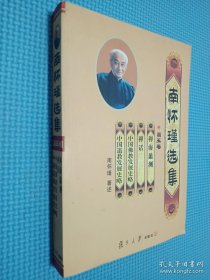 南怀瑾选集
第五卷
禅海蠡测
禅话
中国佛教发展史略
中国道教发展史略
南怀瑾 著述
复旦大学出版社